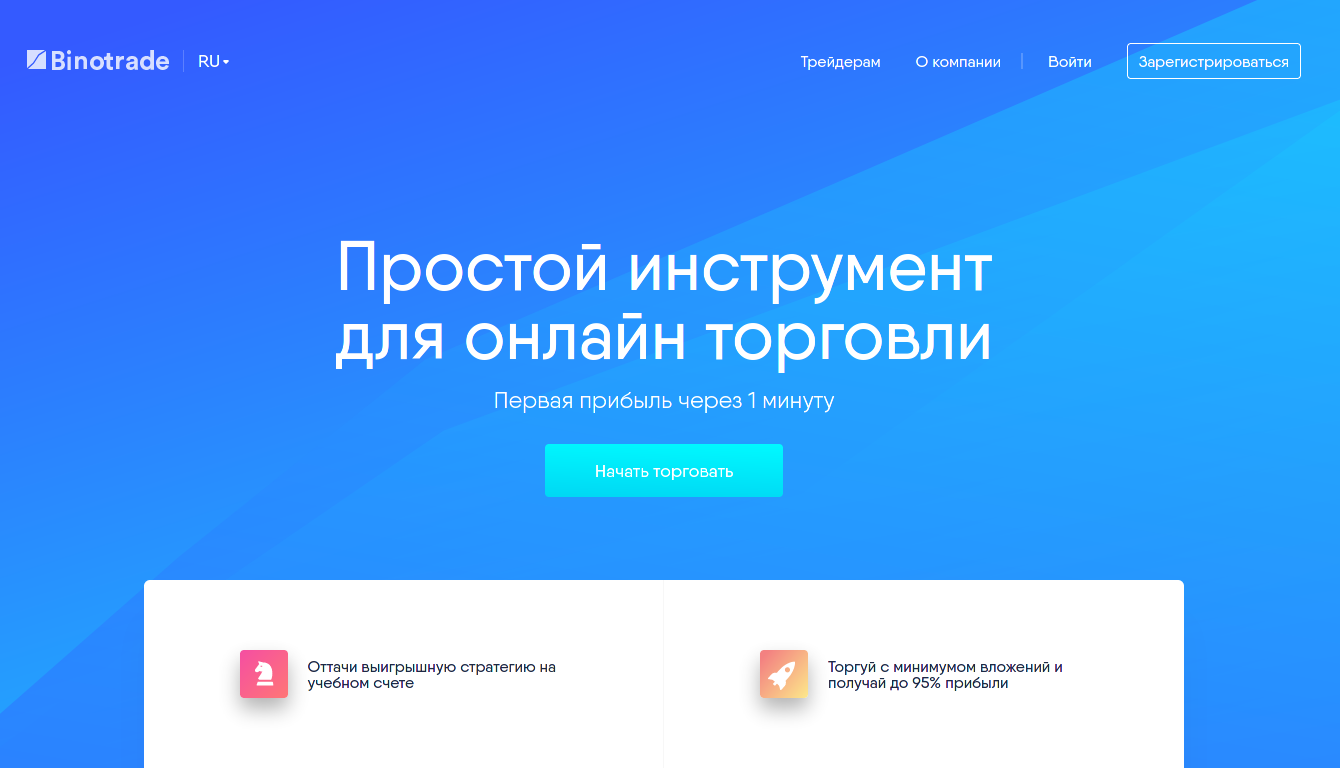 Binotrade
RU
Трейдерам
О компании
Войти
Зарегистрироваться
Простой инструмент
для онлайн торговли
Первая прибыль через 1 минуту
Начать торговать
Оттачи выигрышную стратегию на
учебном счете
Торгуй с минимумом вложений и
получай до 95% прибыли